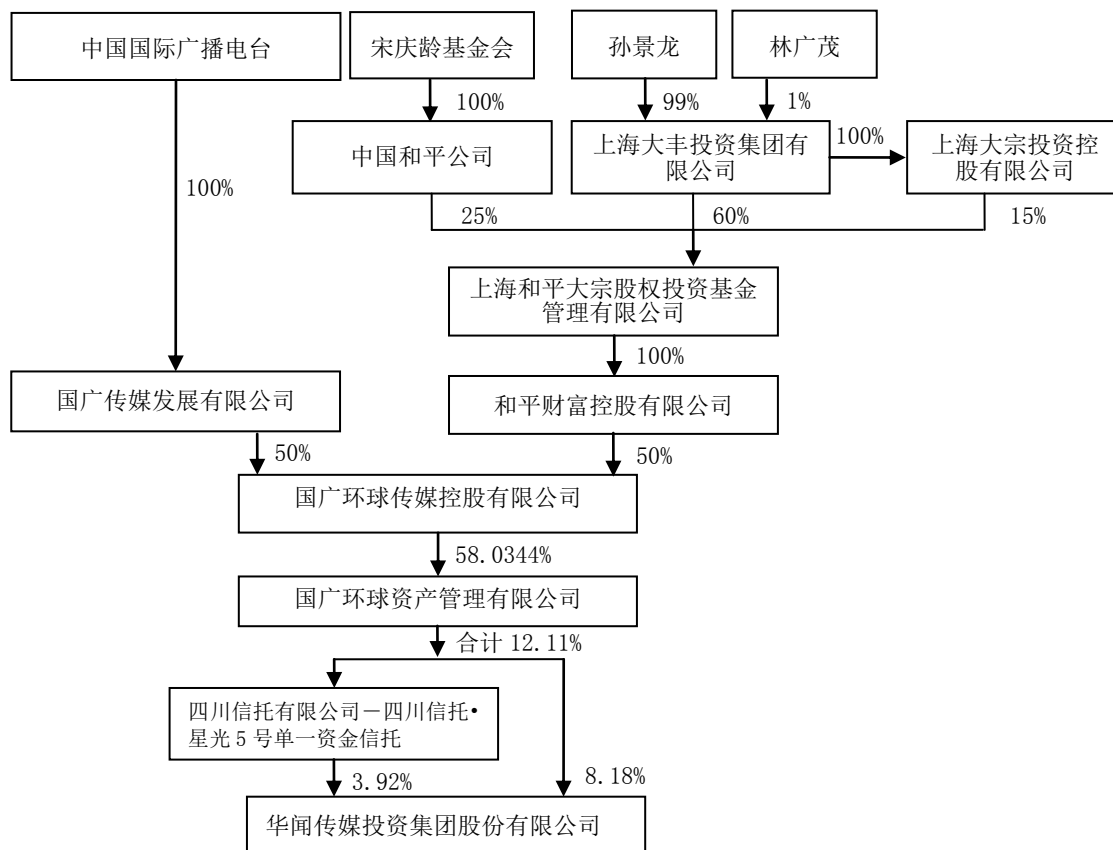 中国国际广播电台
宋庆龄基金会
孙景龙
林广茂
100%
99%
1%
中国和平公司
上海大丰投资集团有
限公司
100%
上海大宗投资控
股有限公司
100%
25%
60%
15%
上海和平大宗股权投资基金
管理有限公司
100%
国广传媒发展有限公司
和平财富控股有限公司
50%
50%
国广环球传媒控股有限公司
58.0344%
国广环球资产管理有限公司
合计 12.11%
四川信托有限公司－四川信托•
星光 5 号单一资金信托
3.92%
8.18%
华闻传媒投资集团股份有限公司